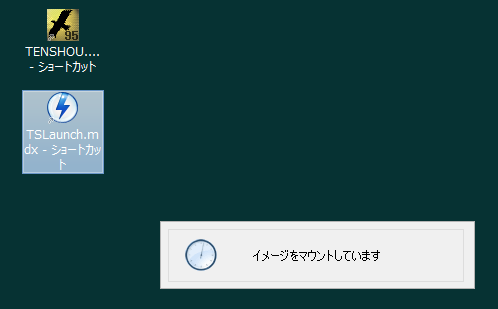 95
TENSHOU....
- ショートカット
TSLaunch.m
dx - ショートカッ
ト
イメージをマウントしています